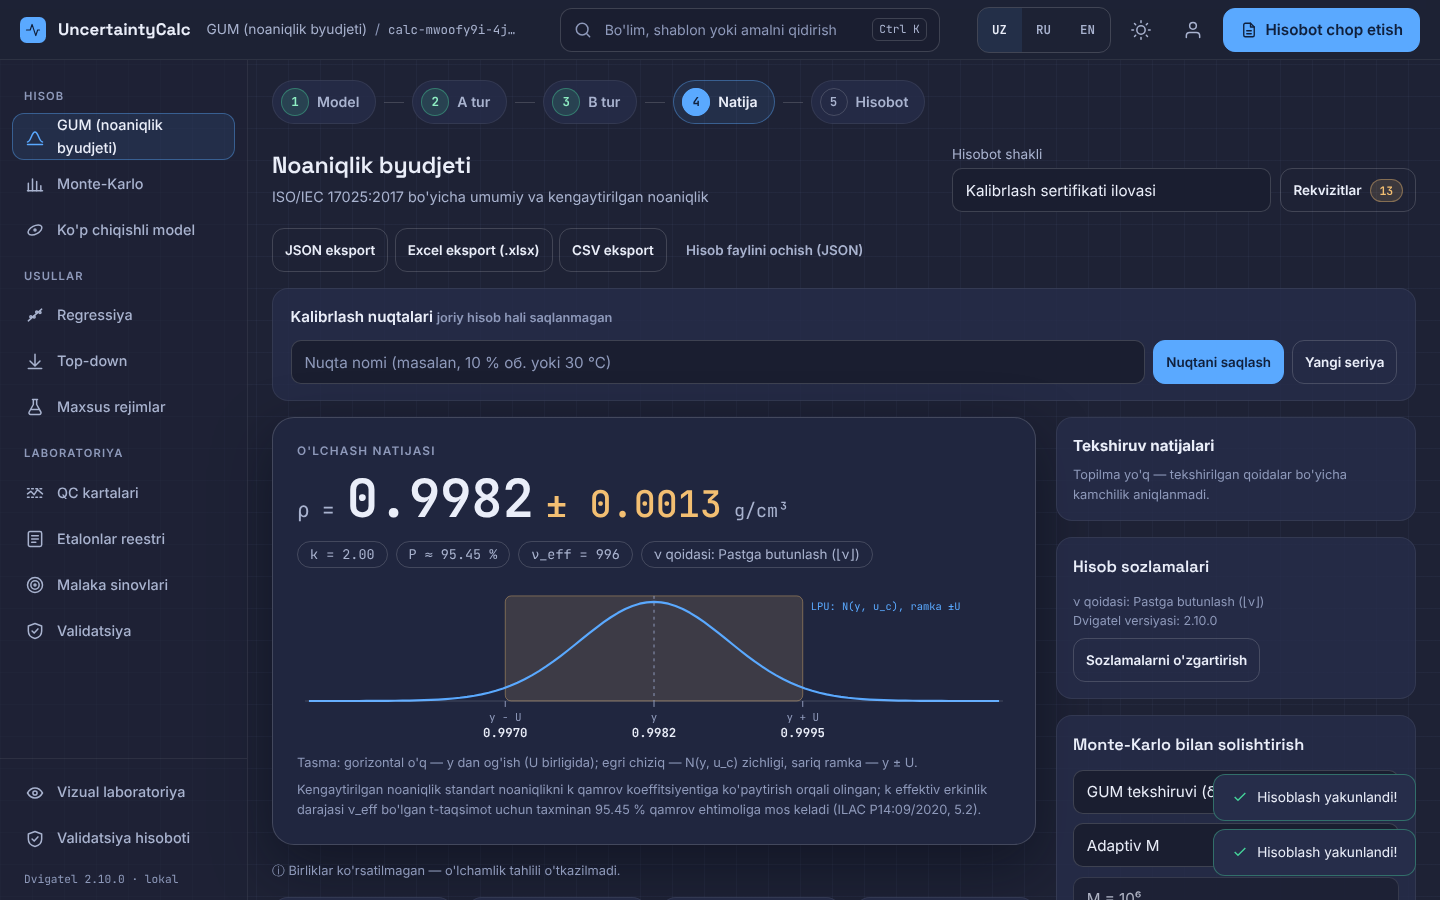 UncertaintyCalc
GUM (noaniqlik byudjeti) / calc-mwoofy9i-4j…
Bo'lim, shablon yoki amalni qidirish
Ctrl K
UZ
RU
EN
Hisobot chop etish
HISOB
GUM (noaniqlik
byudjeti)
Monte-Karlo
Ko'p chiqishli model
USULLAR
Regressiya
Top-down
Maxsus rejimlar
LABORATORIYA
QC kartalari
Etalonlar reestri
Malaka sinovlari
Validatsiya
Vizual laboratoriya
Validatsiya hisoboti
Dvigatel 2.10.0 · lokal
1 Model
2 A tur
3 B tur
4 Natija
5 Hisobot
Noaniqlik byudjeti
ISO/IEC 17025:2017 bo'yicha umumiy va kengaytirilgan noaniqlik
Hisobot shakli
Kalibrlash sertifikati ilovasi
Rekvizitlar 13
JSON eksport
Excel eksport (.xlsx)
CSV eksport
Hisob faylini ochish (JSON)
Kalibrlash nuqtalari joriy hisob hali saqlanmagan
Nuqta nomi (masalan, 10 % об. yoki 30 °C)
Nuqtani saqlash
Yangi seriya
O'LCHASH NATIJASI
ρ = 0.9982 ± 0.0013 g/cm³
k = 2.00
P ≈ 95.45 %
ν_eff = 996
ν qoidasi: Pastga butunlash (⌊ν⌋)
LPU: N(y, u_c), ramka ±U
y - U
y
y + U
0.9970
0.9982
0.9995
Tasma: gorizontal o'q — y dan og'ish (U birligida); egri chiziq — N(y, u_c) zichligi, sariq ramka — y ± U.
Kengaytirilgan noaniqlik standart noaniqlikni k qamrov koeffitsiyentiga ko'paytirish orqali olingan; k effektiv erkinlik
darajasi ν_eff bo'lgan t-taqsimot uchun taxminan 95.45 % qamrov ehtimoliga mos keladi (ILAC P14:09/2020, 5.2).
ⓘ Birliklar ko'rsatilmagan — o'lchamlik tahlili o'tkazilmadi.
Tekshiruv natijalari
Topilma yo'q — tekshirilgan qoidalar bo'yicha
kamchilik aniqlanmadi.
Hisob sozlamalari
ν qoidasi: Pastga butunlash (⌊ν⌋)
Dvigatel versiyasi: 2.10.0
Sozlamalarni o'zgartirish
Monte-Karlo bilan solishtirish
GUM tekshiruvi (δ
Hisoblash yakunlandi!
Adaptiv M
Hisoblash yakunlandi!
M = 10⁶